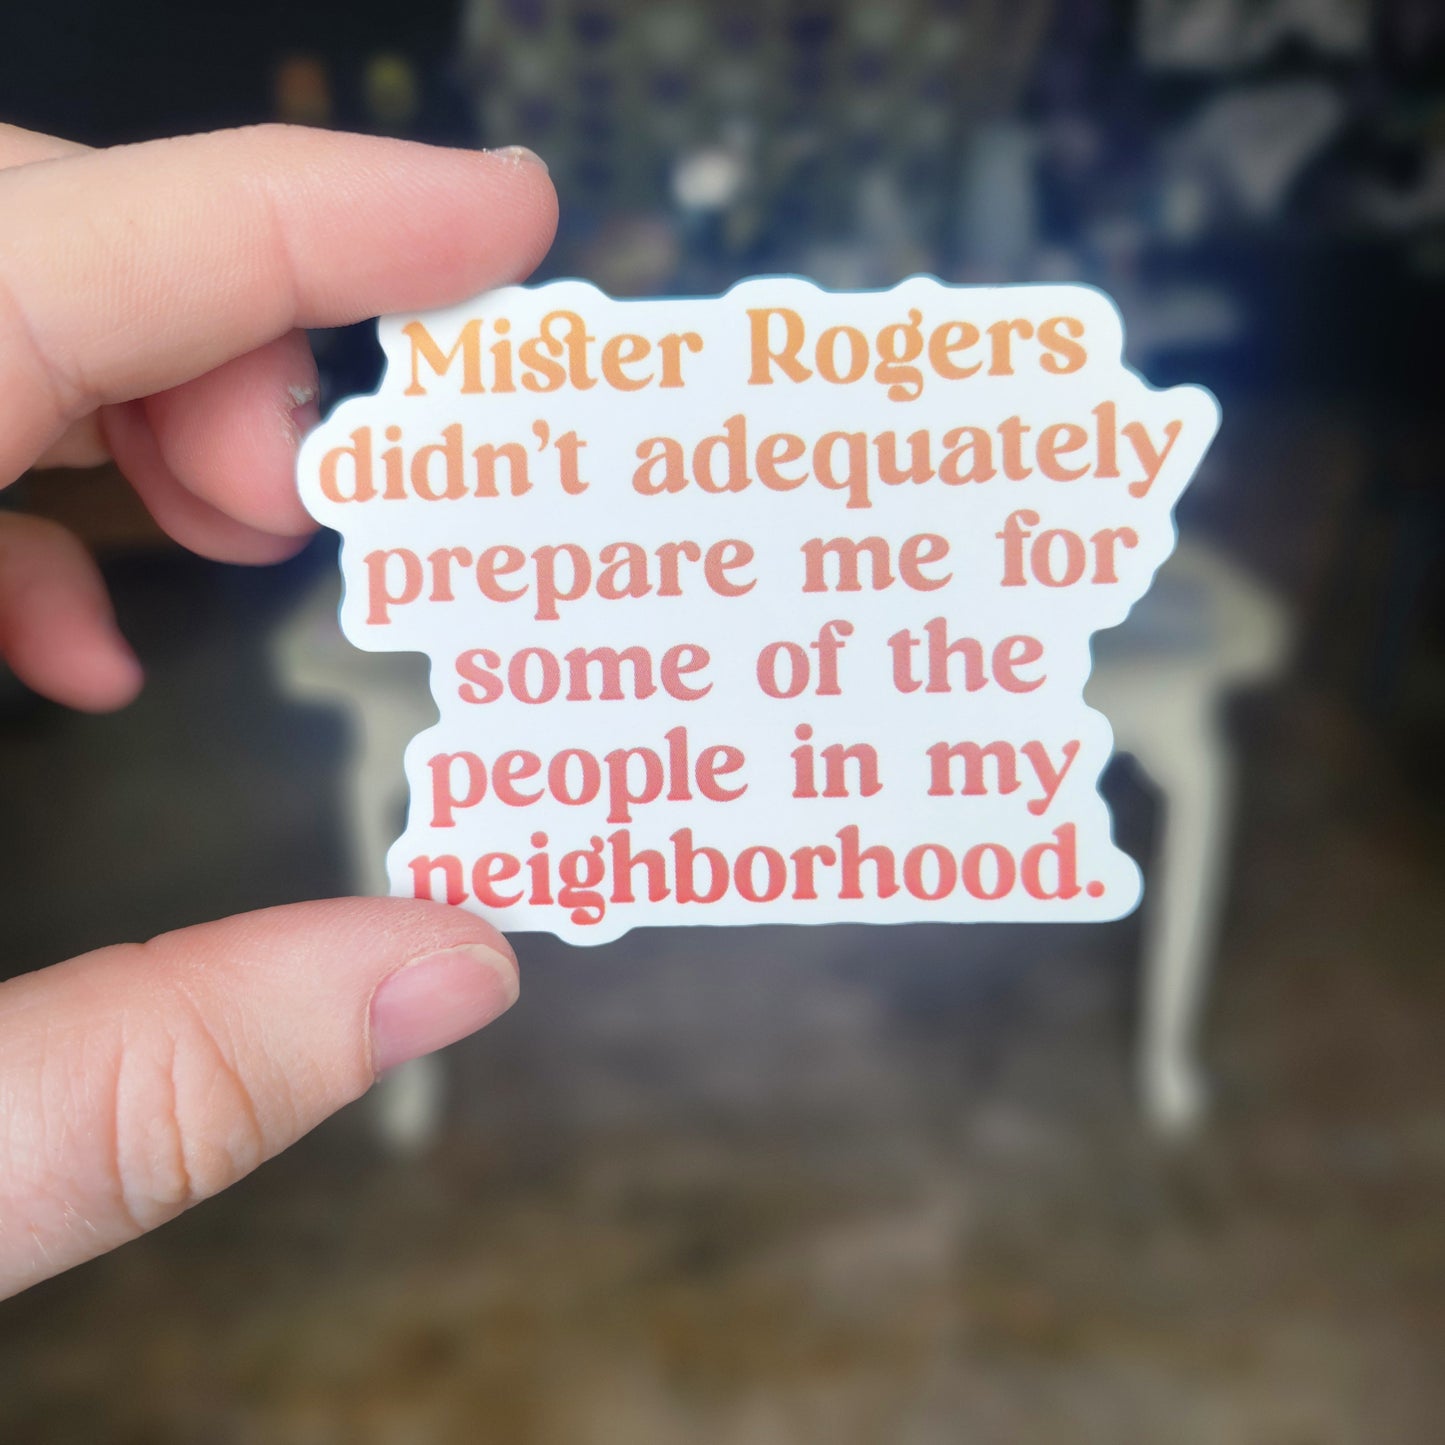 Mister Rogers
didn't adequately
prepare me for
some of the
people in my
neighborhood.